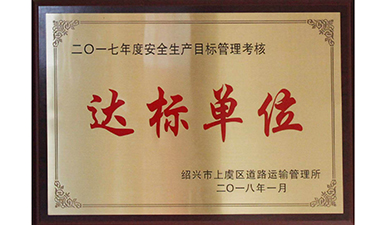 二〇一七年度安全生产目标管理考核
达标单位
绍兴市上虞区道路运输管理所
二〇一八年一月